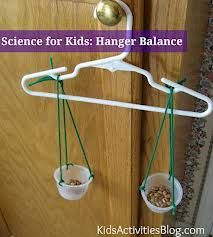 Science for Kids: Hanger Balance
KidsActivitiesBlog.com